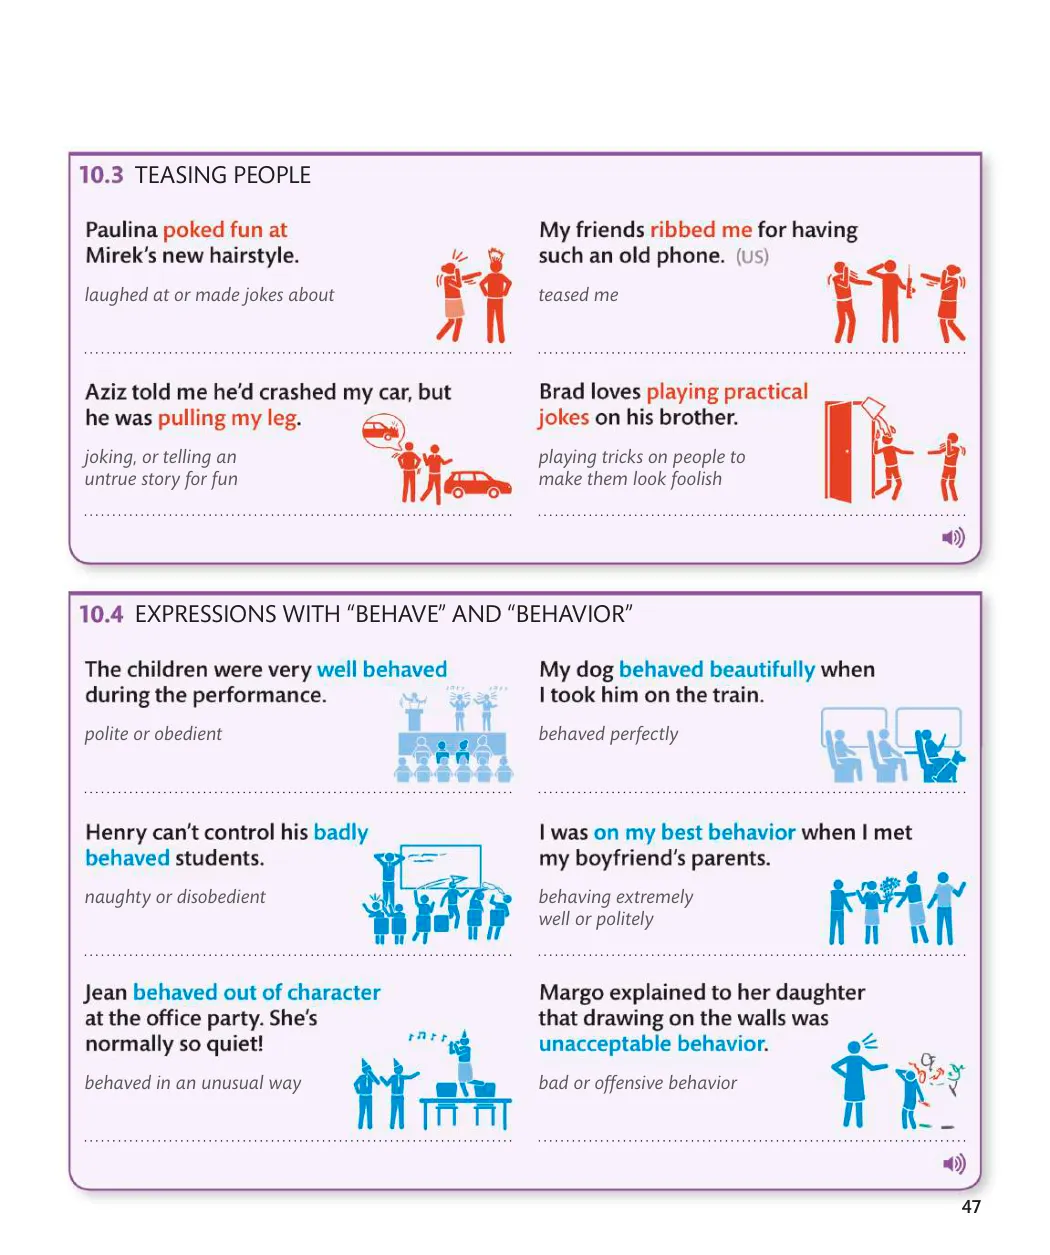 10.3 TEASING PEOPLE
Paulina poked fun at
Mirek’s new hairstyle.
laughed at or made jokes about
My friends ribbed me for having
such an old phone. (US)
teased me
Aziz told me he’d crashed my car, but
he was pulling my leg.
joking, or telling an
untrue story for fun
Brad loves playing practical
jokes on his brother.
playing tricks on people to
make them look foolish
10.4 EXPRESSIONS WITH “BEHAVE” AND “BEHAVIOR”
The children were very well behaved
during the performance.
polite or obedient
My dog behaved beautifully when
I took him on the train.
behaved perfectly
Henry can’t control his badly
behaved students.
naughty or disobedient
I was on my best behavior when I met
my boyfriend’s parents.
behaving extremely
well or politely
Jean behaved out of character
at the office party. She’s
normally so quiet!
behaved in an unusual way
Margo explained to her daughter
that drawing on the walls was
unacceptable behavior.
bad or offensive behavior
47